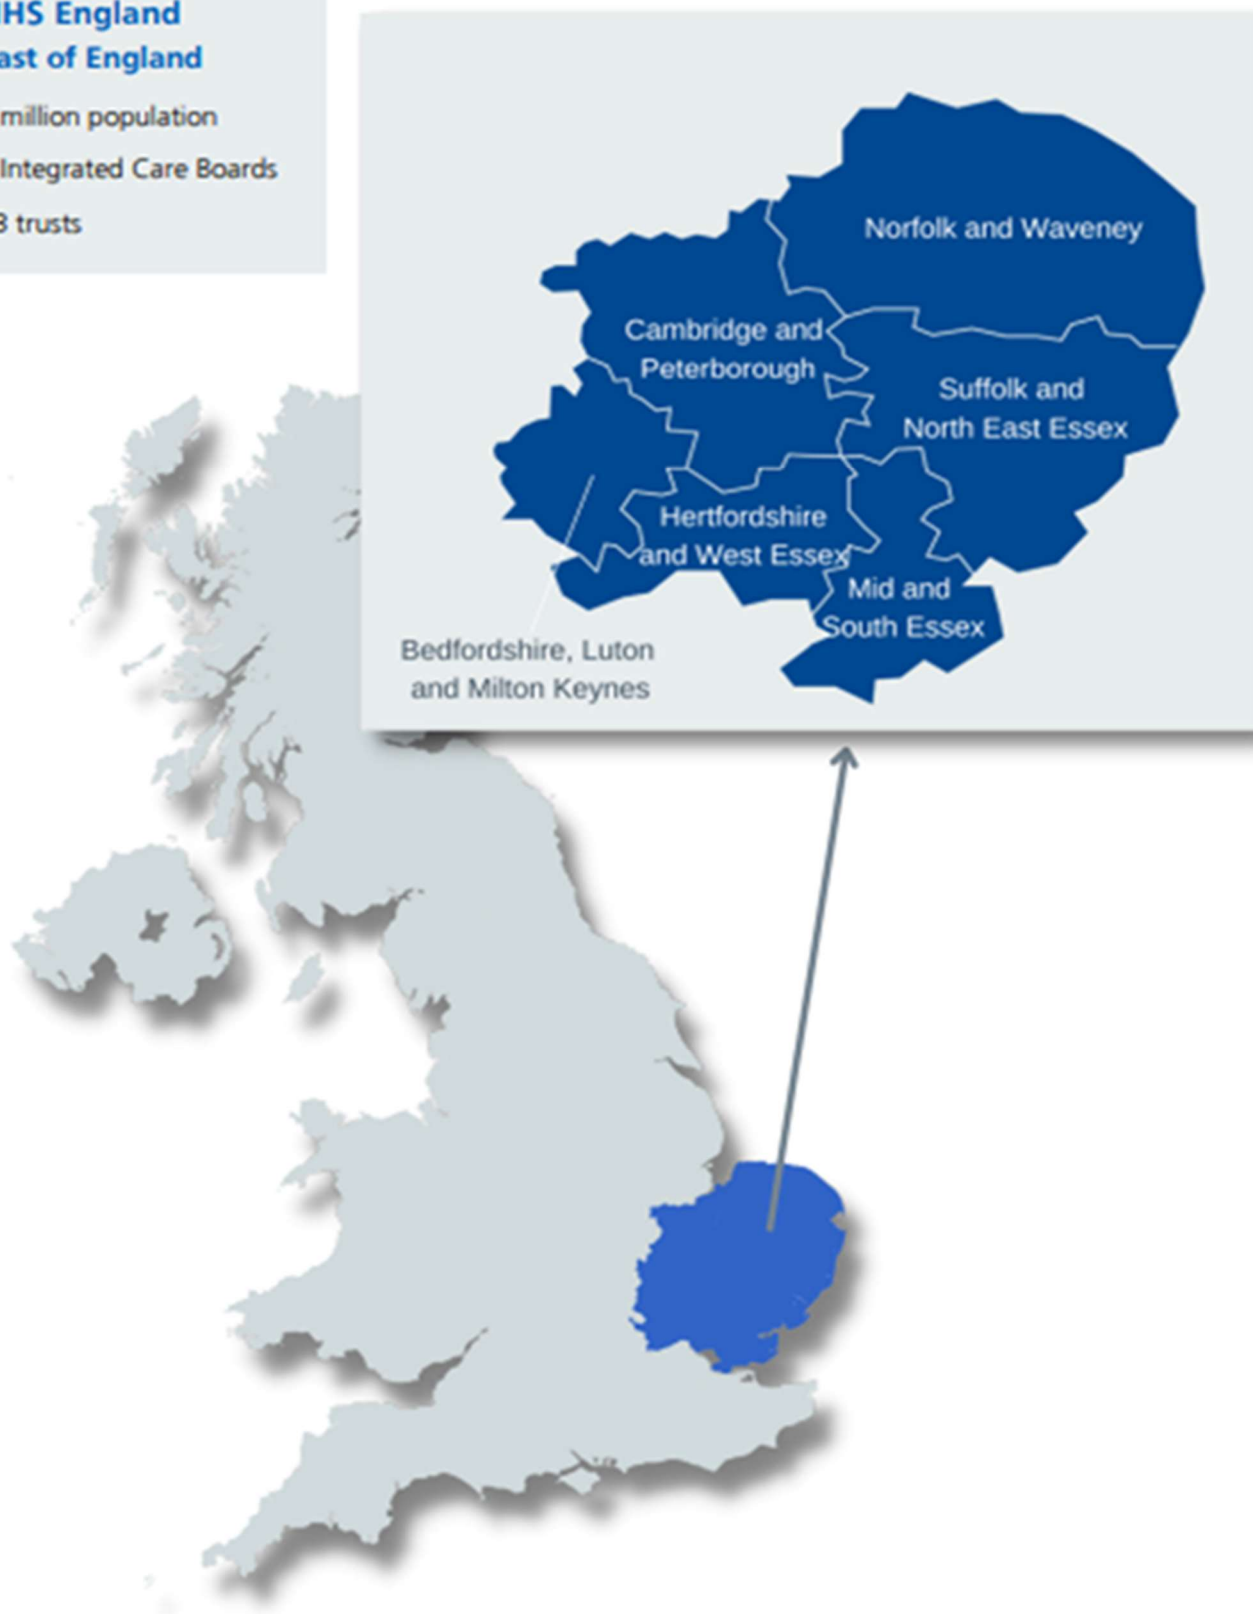 HS England
ast of England
million population
Integrated Care Boards
3 trusts
Norfolk and Waveney
Cambridge and
Peterborough
Suffolk and
North East Essex
Hertfordshire
and West Essex
Mid and
South Essex
Bedfordshire, Luton
and Milton Keynes